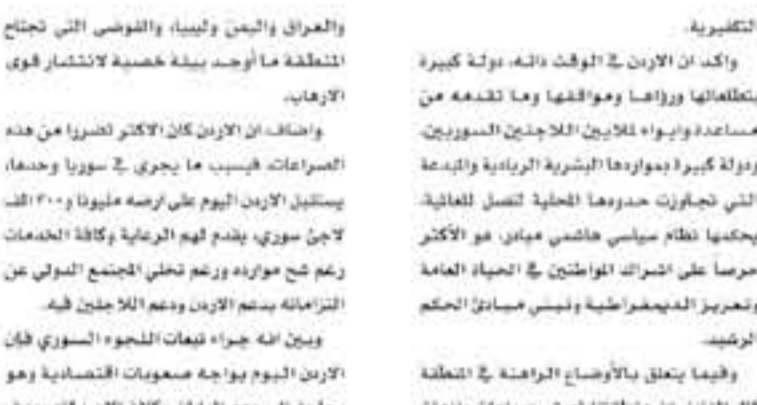 التكفيرية.
واكد ان الاردن في الوقت ذاته، دولة كبيرة
بتطلعاتها ورؤاها ومواقفها وما تقدمه من
مساعدة وايواء لملايين اللاجئين السوريين،
ودولة كبيرة بمواردها البشرية الريادية والمبدعة
التي تجاوزت حدودها المحلية لتصل للعالمية،
يحكمها نظام سياسي هاشمي مبادر، هو الأكثر
حرصاً على اشراك المواطنين في الحياة العامة
وتعزيز الديمقراطية وتبني مبادئ الحكم
الرشيد.
وفيما يتعلق بالأوضاع الراهنة في المنطقة
والعراق واليمن وليبيا، والفوضى التي تجتاح
المنطقة ما أوجد بيئة خصبة لانتشار قوى
الارهاب.
واضاف، ان الاردن كان الاكثر تضررا من هذه
الصراعات، فبسبب ما يجري في سوريا وحدها،
يستقبل الاردن اليوم على ارضه مليونا و٣٠٠ الف
لاجئ سوري، يقدم لهم الرعاية وكافة الخدمات
رغم شح موارده ورغم تخلي المجتمع الدولي عن
التزاماته بدعم الاردن ودعم اللاجئين فيه.
وبين انه جراء تبعات اللجوء السوري فإن
الاردن اليوم يواجه صعوبات اقتصادية وهو